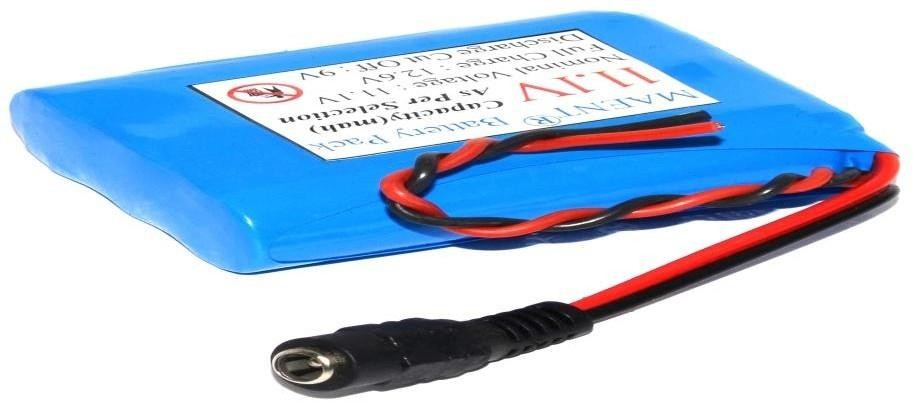 MAENT® Battery Pack
11.1V
Nomina Voltage : 11.1V
Full Charge : 12.6V
Discharge Cut Off : 9V
Capacity(mah)
As Per Selection